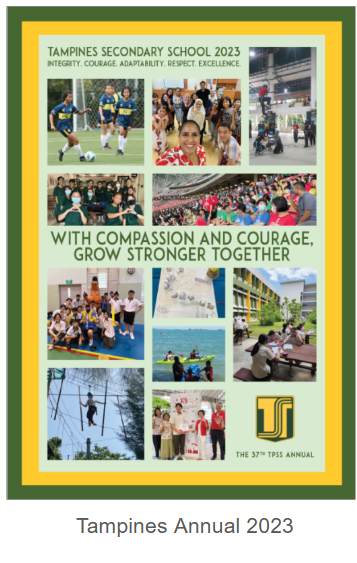 TAMPINES SECONDARY SCHOOL 2023
INTEGRITY. COURAGE. ADAPTABILITY. RESPECT. EXCELLENCE.
WITH COMPASSION AND COURAGE,
GROW STRONGER TOGETHER
THE 37TH TPSS ANNUAL
Tampines Annual 2023